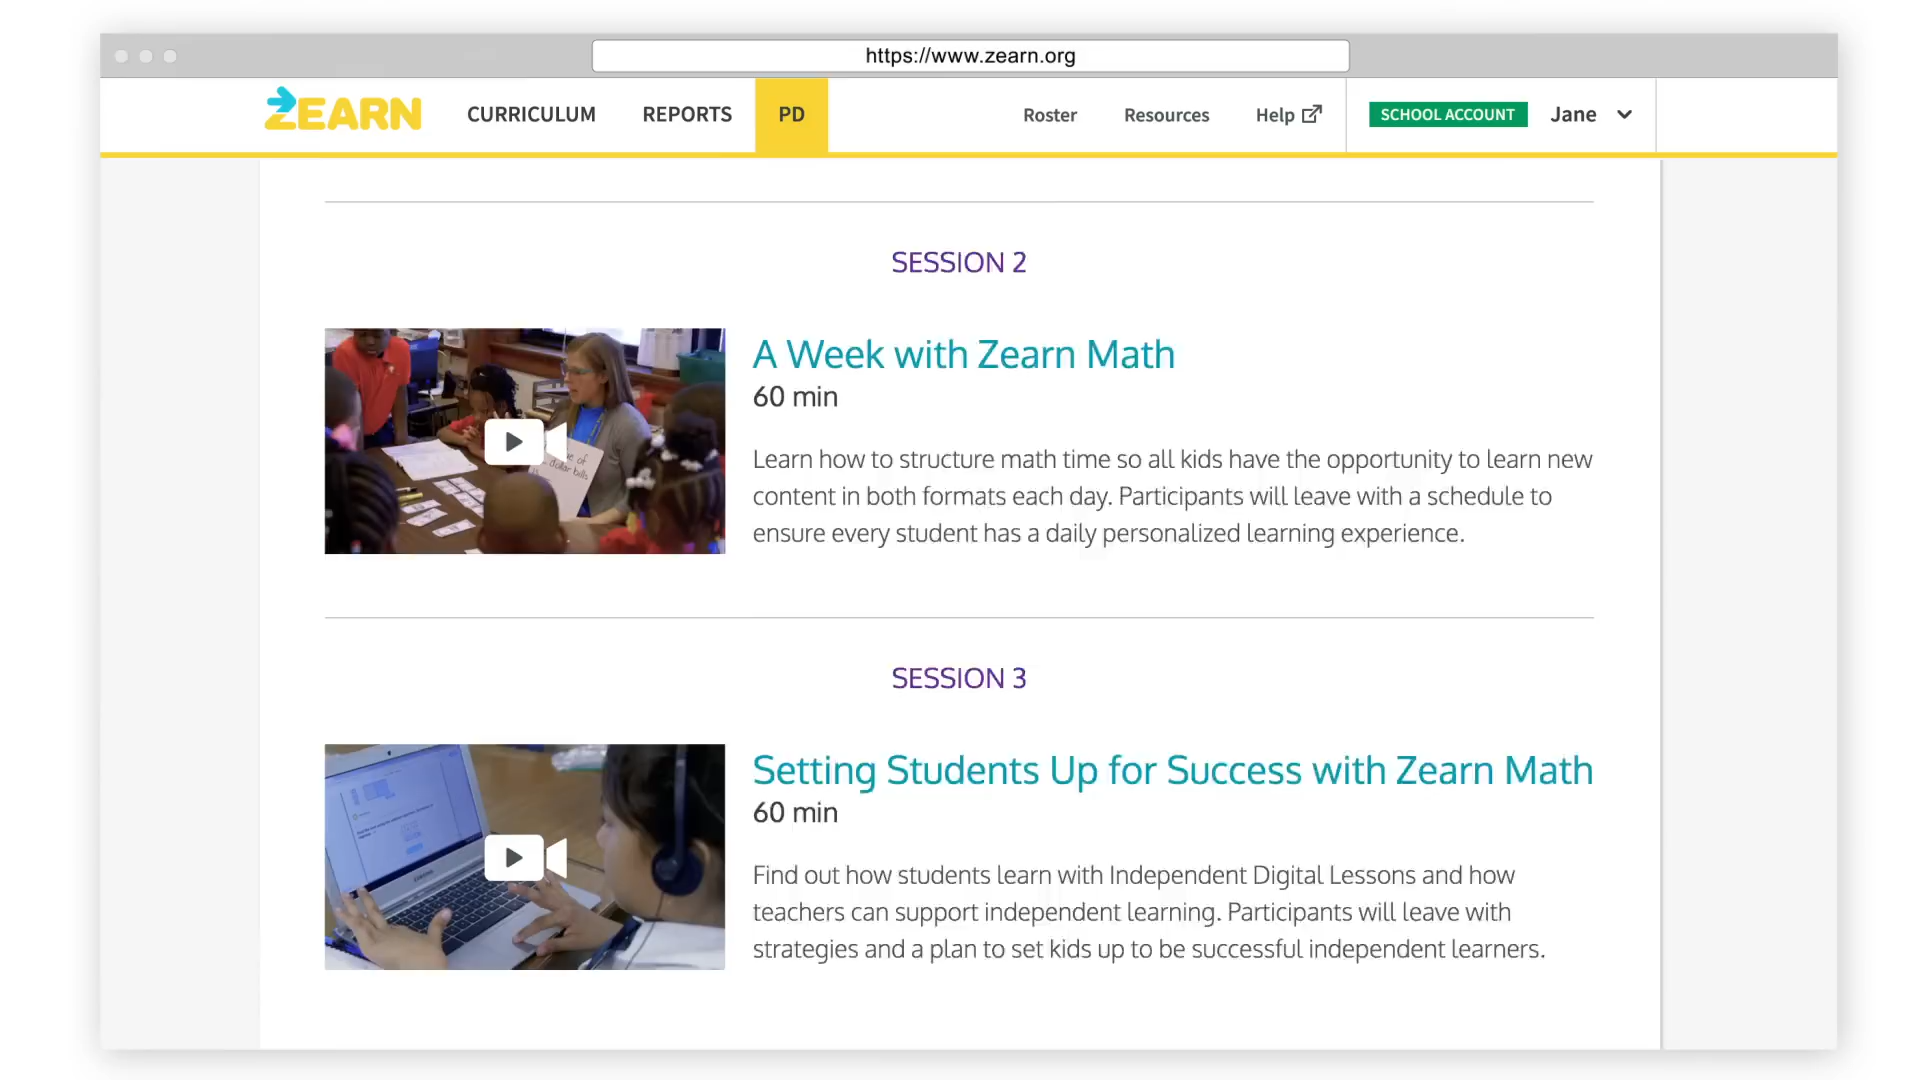 https://www.zearn.org
ZEARN CURRICULUM REPORTS PD Roster Resources Help SCHOOL ACCOUNT Jane
SESSION 2
A Week with Zearn Math
60 min
Learn how to structure math time so all kids have the opportunity to learn new
content in both formats each day. Participants will leave with a schedule to
ensure every student has a daily personalized learning experience.
of
dollar bills
SESSION 3
Setting Students Up for Success with Zearn Math
60 min
Find out how students learn with Independent Digital Lessons and how
teachers can support independent learning. Participants will leave with
strategies and a plan to set kids up to be successful independent learners.
SAMSUNG